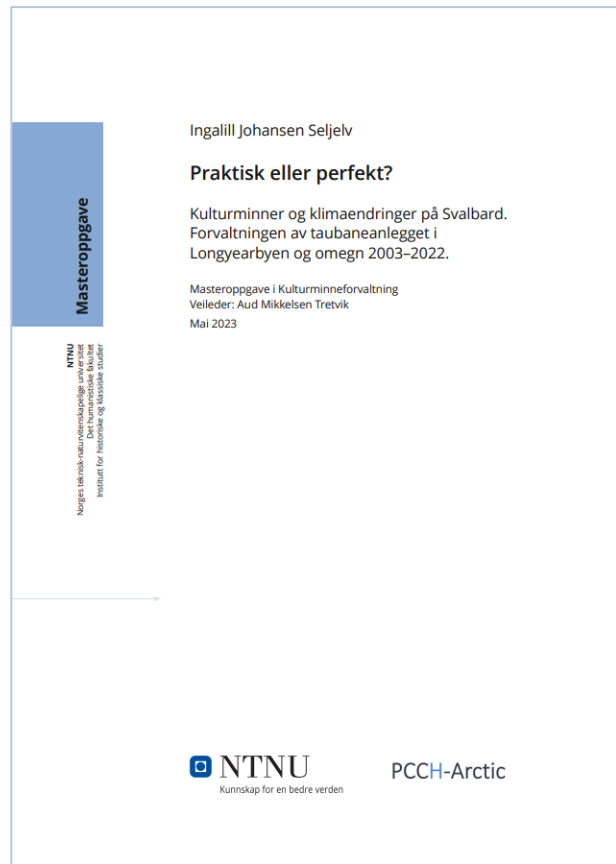 Ingalill Johansen Seljelv
Praktisk eller perfekt?
Kulturminner og klimaendringer på Svalbard.
Forvaltningen av taubaneanlegget i
Longyearbyen og omegn 2003–2022.
Masteroppgave i Kulturminneforvaltning
Veileder: Aud Mikkelsen Tretvik
Mai 2023
Masteroppgave
NTNU
Norges teknisk-naturvitenskapelige universitet
Det humanistiske fakultet
Institutt for historiske og klassiske studier
NTNU
Kunnskap for en bedre verden
PCCH-Arctic